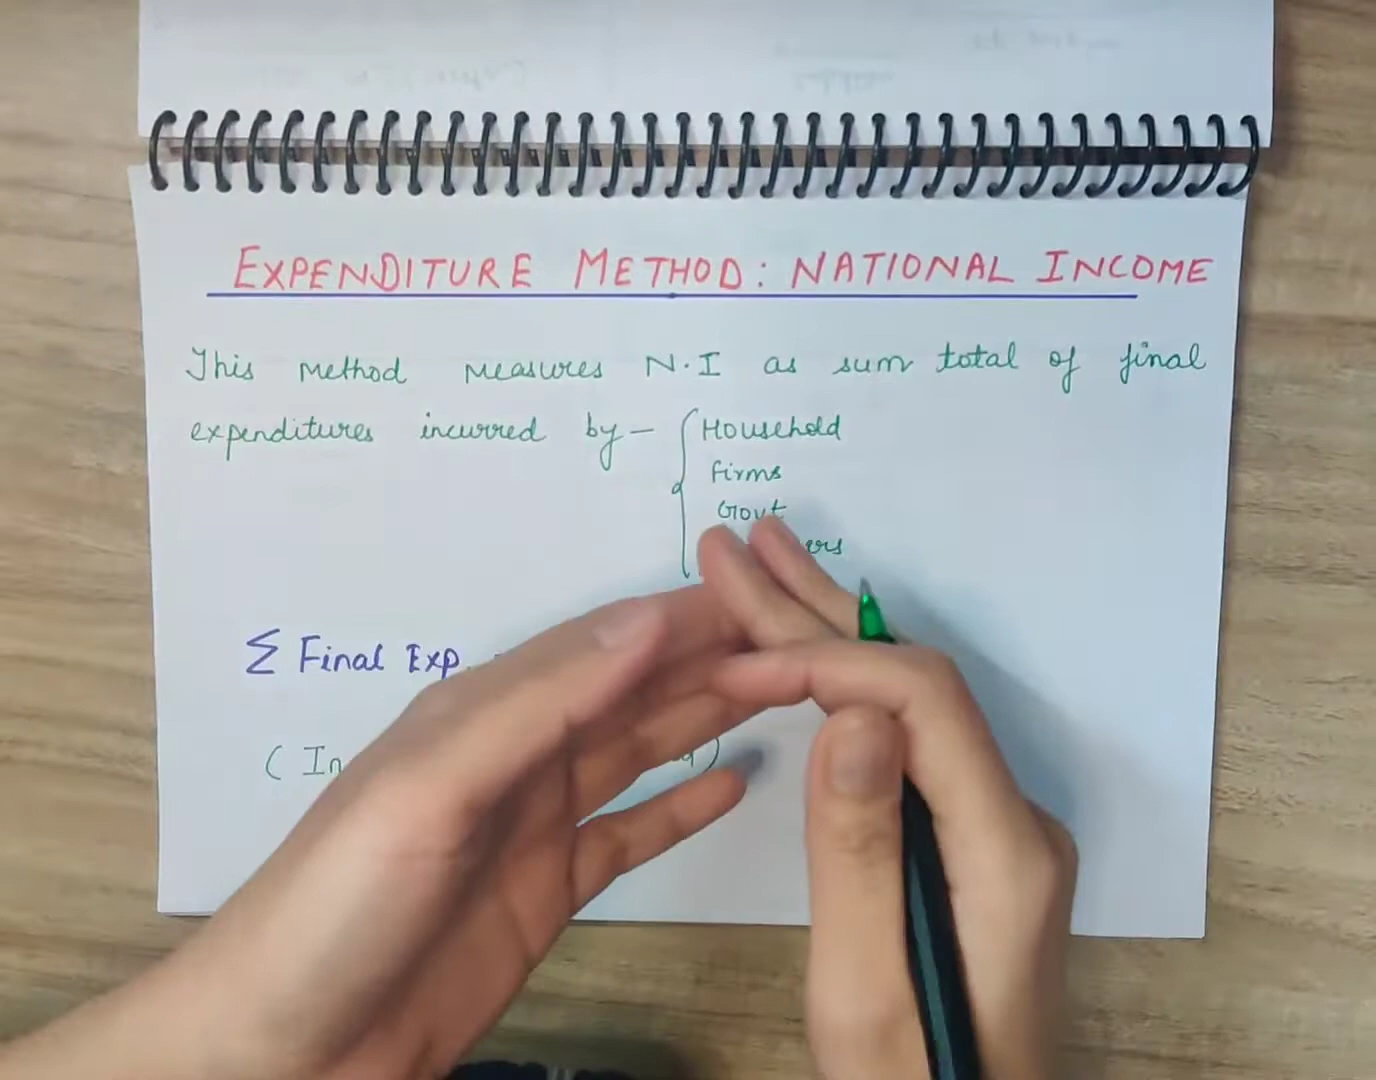 EXPENDITURE METHOD: NATIONAL INCOME
This method measures N.I as sum total of final
expenditures incurred by — Household
Firms
Govt
Σ Final Exp.